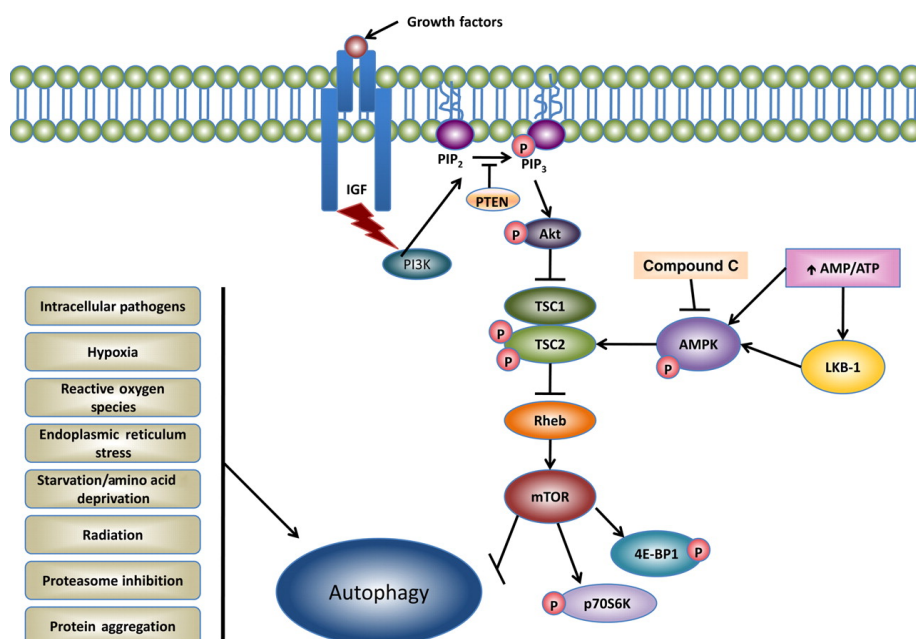 Growth factors
IGF
PIP2
P
PIP3
PTEN
PI3K
P
Akt
Compound C
↑ AMP/ATP
TSC1
P
TSC2
P
AMPK
P
LKB-1
Rheb
mTOR
4E-BP1
P
P
p70S6K
Autophagy
Intracellular pathogens
Hypoxia
Reactive oxygen
species
Endoplasmic reticulum
stress
Starvation/amino acid
deprivation
Radiation
Proteasome inhibition
Protein aggregation